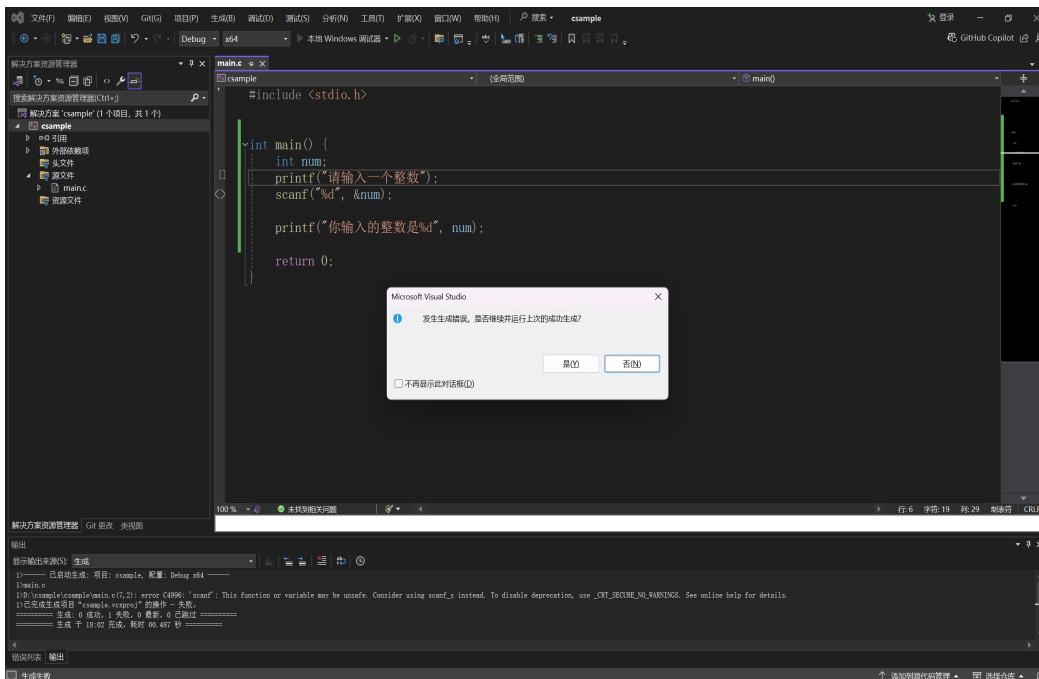 文件(F) 编辑(E) 视图(V) Git(G) 项目(P) 生成(B) 调试(D) 测试(S) 分析(N) 工具(T) 扩展(X) 窗口(W) 帮助(H) 搜索 csample 登录
Debug x64 本地 Windows 调试器 GitHub Copilot
解决方案资源管理器
搜索解决方案资源管理器(Ctrl+;)
解决方案 'csample' (1 个项目, 共 1 个)
csample
引用
外部依赖项
头文件
源文件
main.c
资源文件
解决方案资源管理器 Git 更改 类视图
main.c
csample (全局范围) main()
#include <stdio.h>
int main() {
int num;
printf("请输入一个整数");
scanf("%d", &num);
printf("你输入的整数是%d", num);
return 0;
}
Microsoft Visual Studio
发生生成错误。是否继续并运行上次的成功生成?
是(Y) 否(N)
不再显示此对话框(D)
100 % 未找到相关问题 行: 6 字符: 19 列: 29 制表符 CRLF
输出
显示输出来源(S): 生成
1>------ 已启动生成: 项目: csample, 配置: Debug x64 ------
1>main.c
1>D:\csample\csample\main.c(7,2): error C4996: 'scanf': This function or variable may be unsafe. Consider using scanf_s instead. To disable deprecation, use _CRT_SECURE_NO_WARNINGS. See online help for details.
1>已完成生成项目“csample.vcxproj”的操作 - 失败。
========== 生成: 0 成功，1 失败，0 最新，0 已跳过 ==========
========== 生成 于 18:02 完成，耗时 00.487 秒 ==========
错误列表 输出
生成失败 添加到源代码管理 选择仓库